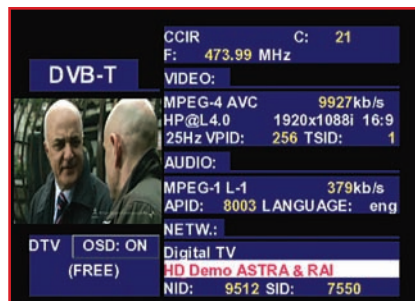 CCIR C: 21
F: 473.99 MHz
DVB-T
VIDEO:
MPEG-4 AVC 9927kb/s
HP@L4.0 1920x1088i 16:9
25Hz VPID: 256 TSID: 1
AUDIO:
MPEG-1 L-1 379kb/s
APID: 8003 LANGUAGE: eng
NETW.:
DTV OSD: ON
(FREE)
Digital TV
HD Demo ASTRA & RAI
NID: 9512 SID: 7550